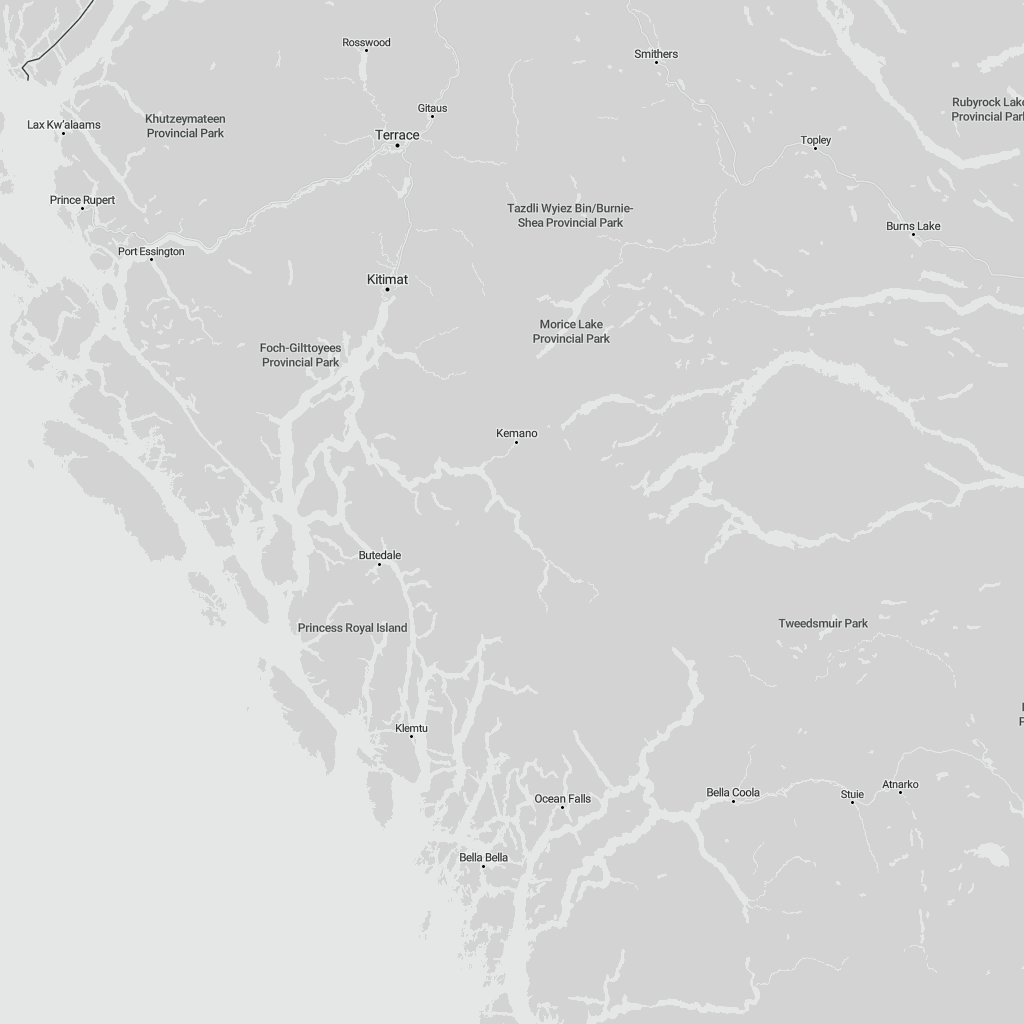 Rosswood
Smithers
Gitaus
Rubyrock Lake
Provincial Park
Khutzeymateen
Provincial Park
Lax Kw'alaams
Terrace
Topley
Prince Rupert
Tazdli Wyiez Bin/Burnie-
Shea Provincial Park
Burns Lake
Port Essington
Kitimat
Morice Lake
Provincial Park
Foch-Gilttoyees
Provincial Park
Kemano
Butedale
Princess Royal Island
Tweedsmuir Park
Klemtu
Bella Coola
Atnarko
Stuie
Ocean Falls
Bella Bella